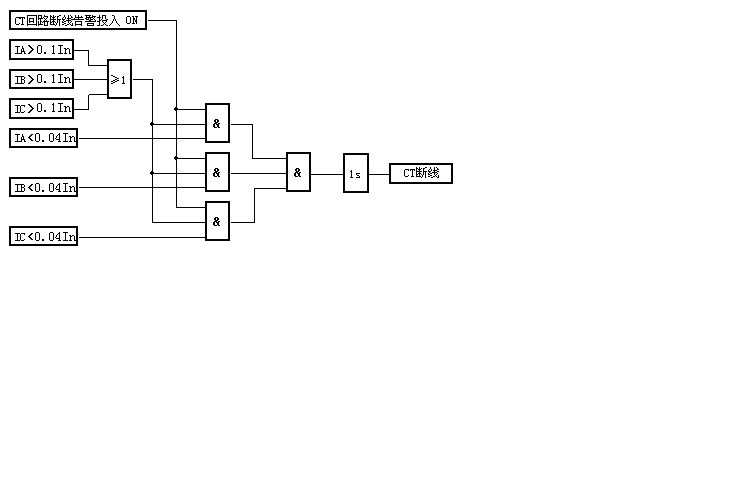 CT回路断线告警投入 ON
IA>0.1In
IB>0.1In
≥1
IC>0.1In
&
IA<0.04In
&
&
1s
CT断线
IB<0.04In
&
IC<0.04In